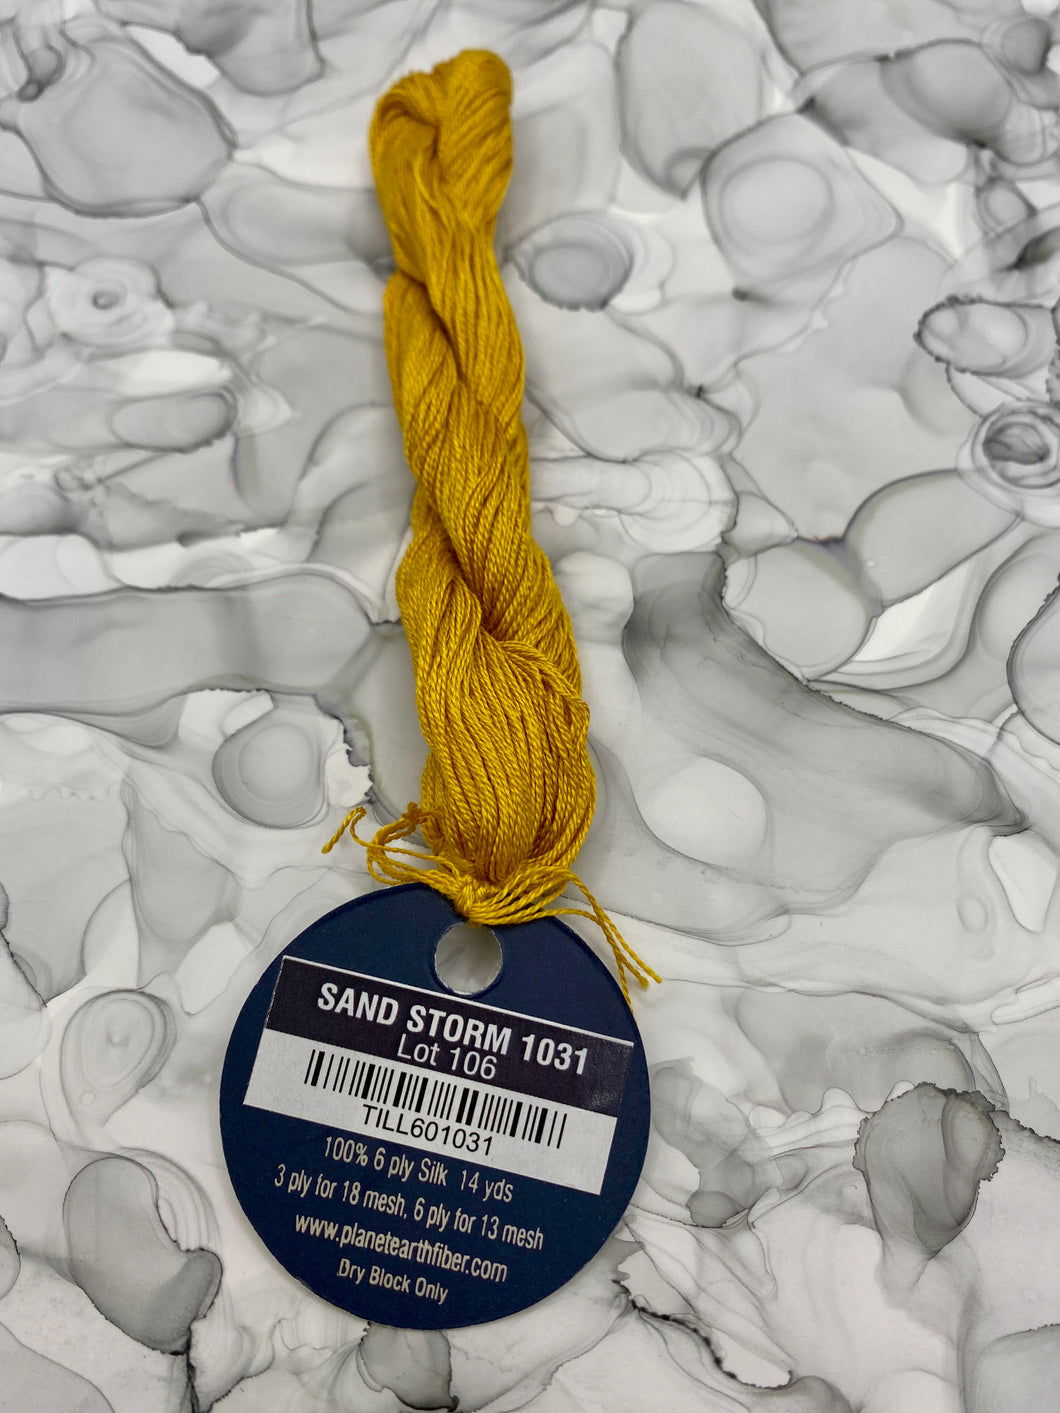 SAND STORM 1031
Lot 106
TILL601031
100% 6 ply Silk 14 yds
3 ply for 18 mesh, 6 ply for 13 mesh
www.planetearthfiber.com
Dry Block Only